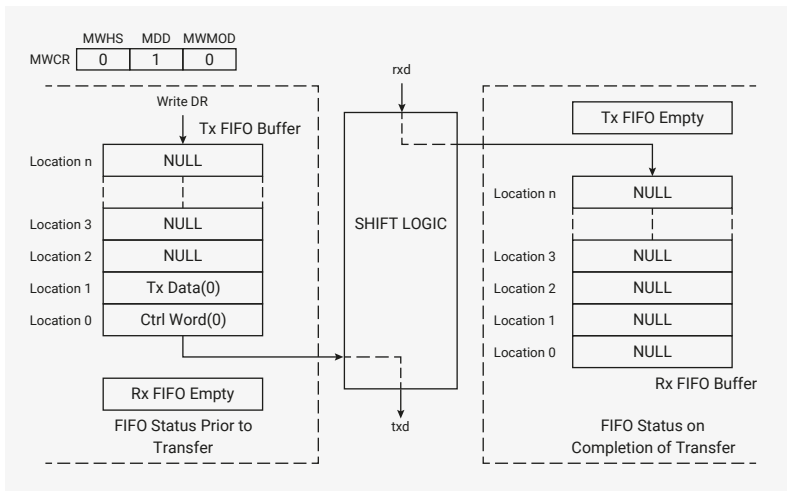 MWHS MDD MWMOD
MWCR 0 1 0
Write DR
Tx FIFO Buffer
Location n NULL
Location 3 NULL
Location 2 NULL
Location 1 Tx Data(0)
Location 0 Ctrl Word(0)
Rx FIFO Empty
FIFO Status Prior to
Transfer
rxd
SHIFT LOGIC
txd
Tx FIFO Empty
Location n NULL
Location 3 NULL
Location 2 NULL
Location 1 NULL
Location 0 NULL
Rx FIFO Buffer
FIFO Status on
Completion of Transfer